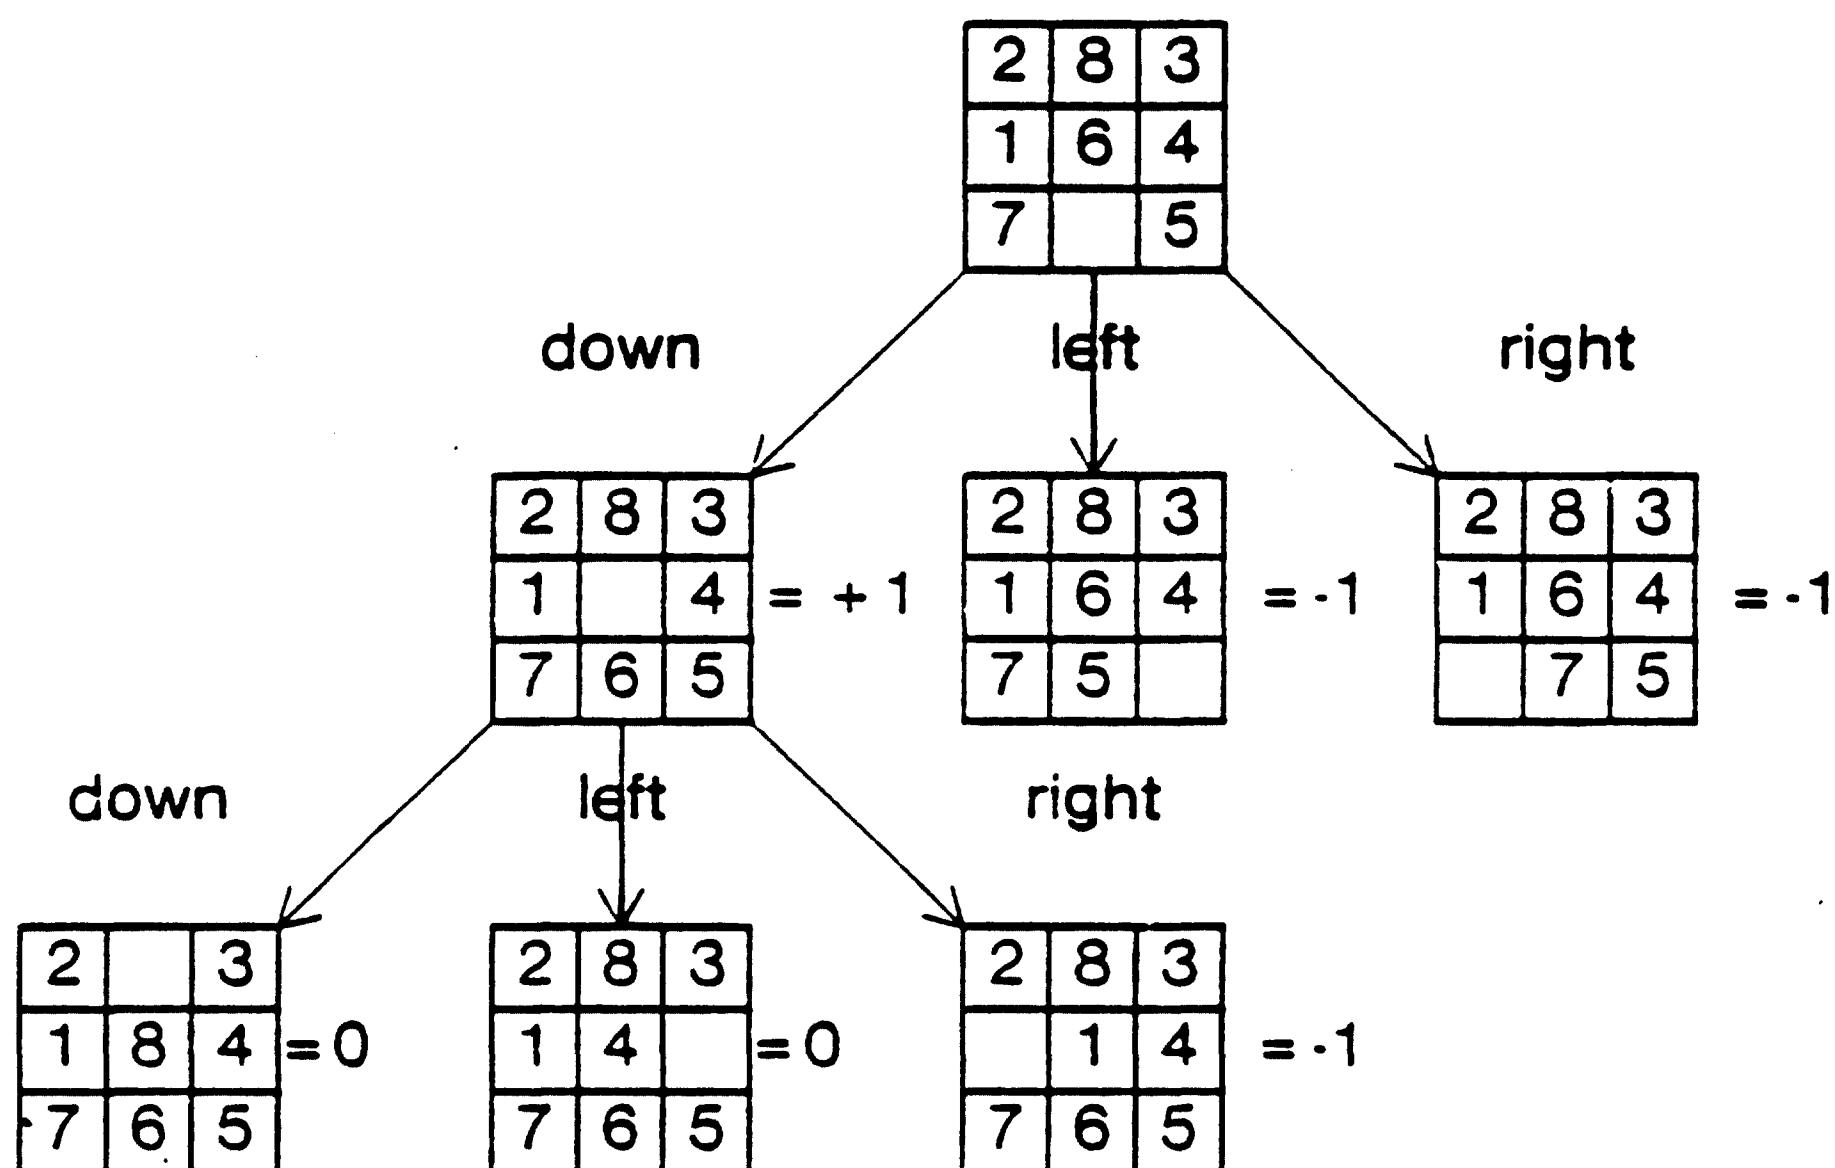 2 8 3
1 6 4
7 5
down left right
2 8 3 2 8 3 2 8 3
1 4 = + 1 1 6 4 = -1 1 6 4 = -1
7 6 5 7 5 7 5
down left right
2 3 2 8 3 2 8 3
1 8 4 = 0 1 4 = 0 1 4 = -1
7 6 5 7 6 5 7 6 5